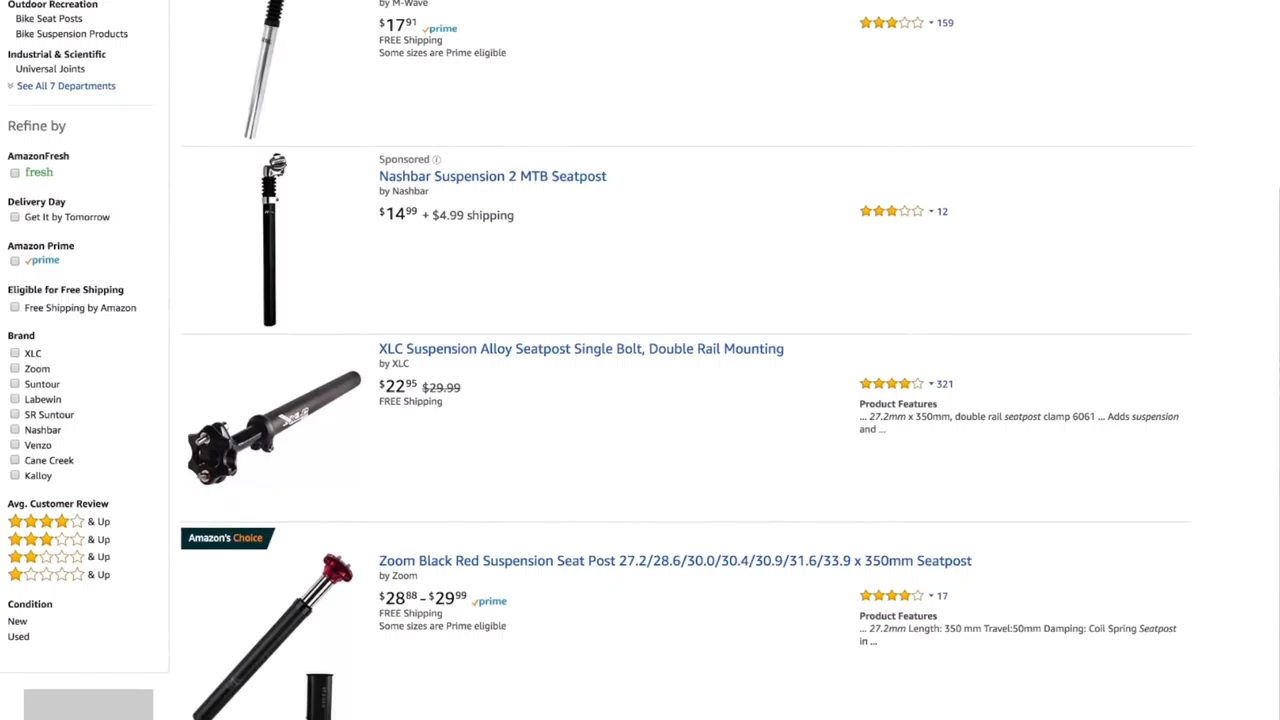 Outdoor Recreation
Bike Seat Posts
Bike Suspension Products
Industrial & Scientific
Universal Joints
See All 7 Departments
Refine by
AmazonFresh
fresh
Delivery Day
Get It by Tomorrow
Amazon Prime
prime
Eligible for Free Shipping
Free Shipping by Amazon
Brand
XLC
Zoom
Suntour
Labewin
SR Suntour
Nashbar
Venzo
Cane Creek
Kalloy
Avg. Customer Review
& Up
& Up
& Up
& Up
Condition
New
Used
by M-Wave
$17.91 prime
FREE Shipping
Some sizes are Prime eligible
159
Sponsored
Nashbar Suspension 2 MTB Seatpost
by Nashbar
$14.99 + $4.99 shipping
12
XLC Suspension Alloy Seatpost Single Bolt, Double Rail Mounting
by XLC
$22.95 $29.99
FREE Shipping
321
Product Features
... 27.2mm x 350mm, double rail seatpost clamp 6061 ... Adds suspension
and ...
Amazon's Choice
Zoom Black Red Suspension Seat Post 27.2/28.6/30.0/30.4/30.9/31.6/33.9 x 350mm Seatpost
by Zoom
$28.88 - $29.99 prime
FREE Shipping
Some sizes are Prime eligible
17
Product Features
... 27.2mm Length: 350 mm Travel:50mm Damping: Coil Spring Seatpost
in ...